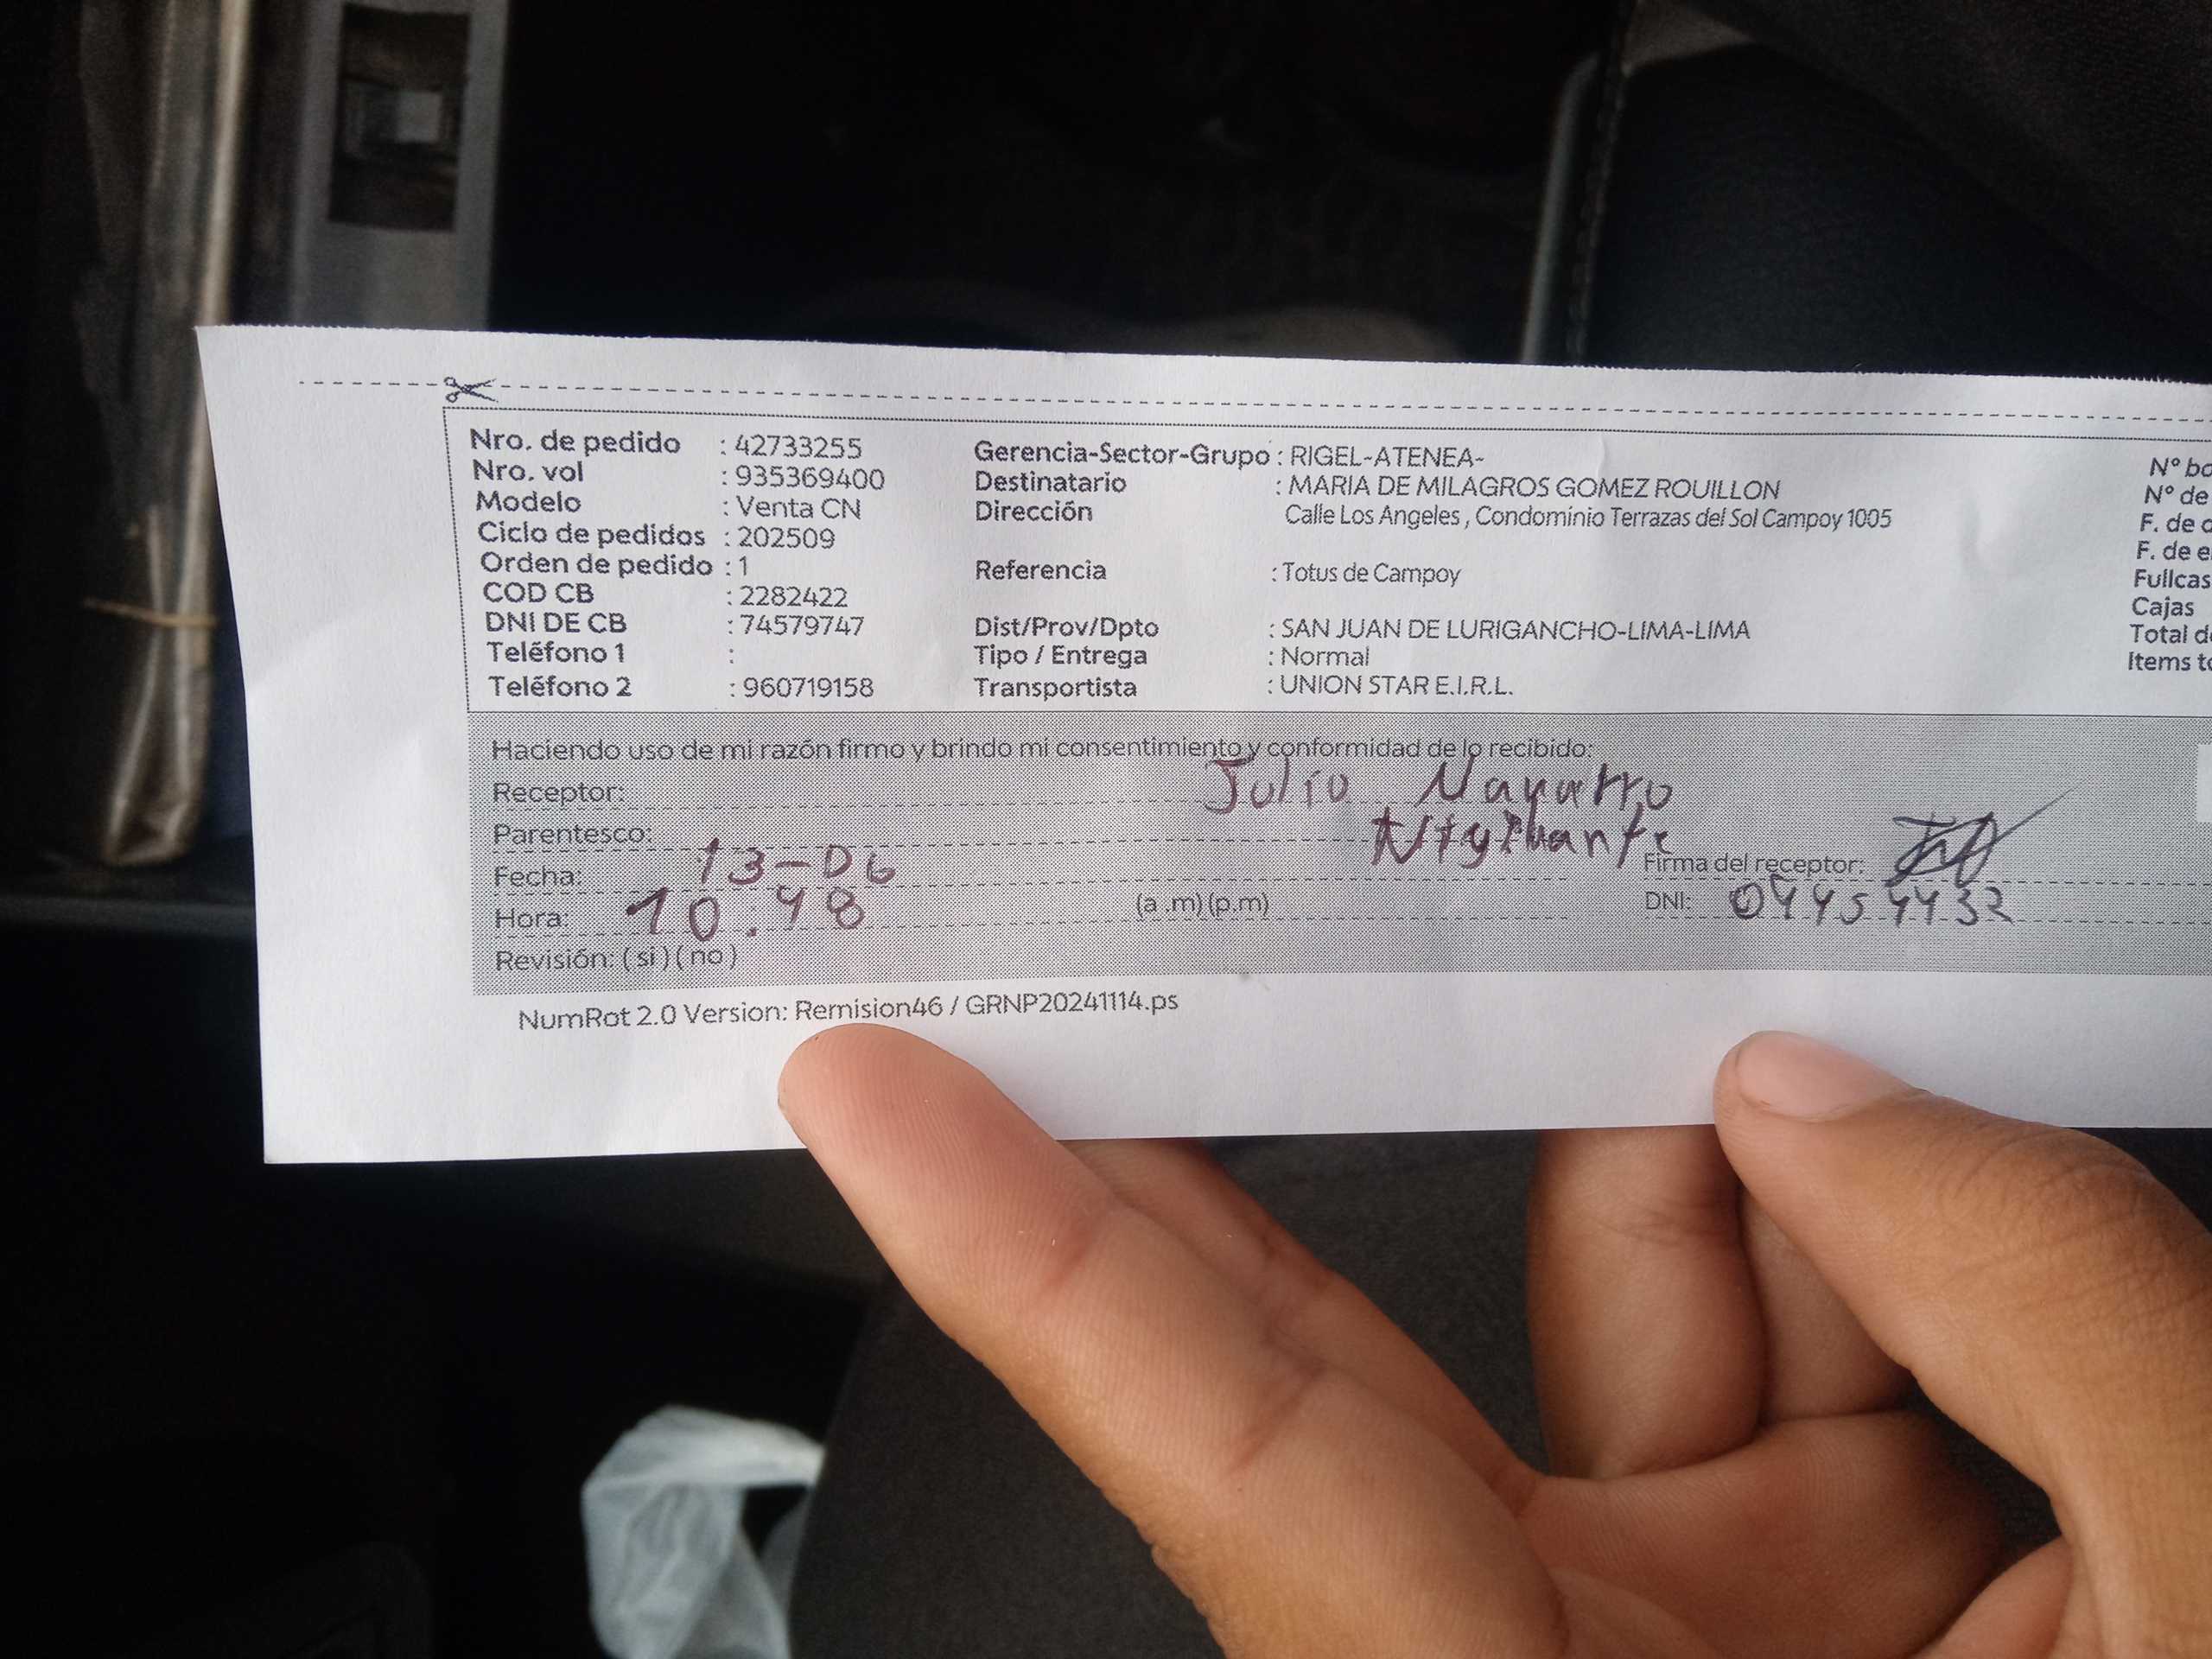 Nro. de pedido : 42733255
Nro. vol : 935369400
Modelo : Venta CN
Ciclo de pedidos : 202509
Orden de pedido : 1
COD CB : 2282422
DNI DE CB : 74579747
Teléfono 1 :
Teléfono 2 : 960719158
Gerencia-Sector-Grupo : RIGEL-ATENEA-
Destinatario : MARIA DE MILAGROS GOMEZ ROUILLON
Dirección Calle Los Angeles , Condominio Terrazas del Sol Campoy 1005
Referencia : Totus de Campoy
Dist/Prov/Dpto : SAN JUAN DE LURIGANCHO-LIMA-LIMA
Tipo / Entrega : Normal
Transportista : UNION STAR E.I.R.L.
N° bo
N° de
F. de
F. de e
Fullcas
Cajas
Total d
Items to
Haciendo uso de mi razón firmo y brindo mi consentimiento y conformidad de lo recibido:
Receptor: Julio Navarro
Parentesco:
Fecha: 13-06
Firma del receptor:
Hora: 10.48 (a .m) (p.m)
DNI: 04454432
Revisión: ( si ) ( no )
NumRot 2.0 Version: Remision46 / GRNP20241114.ps